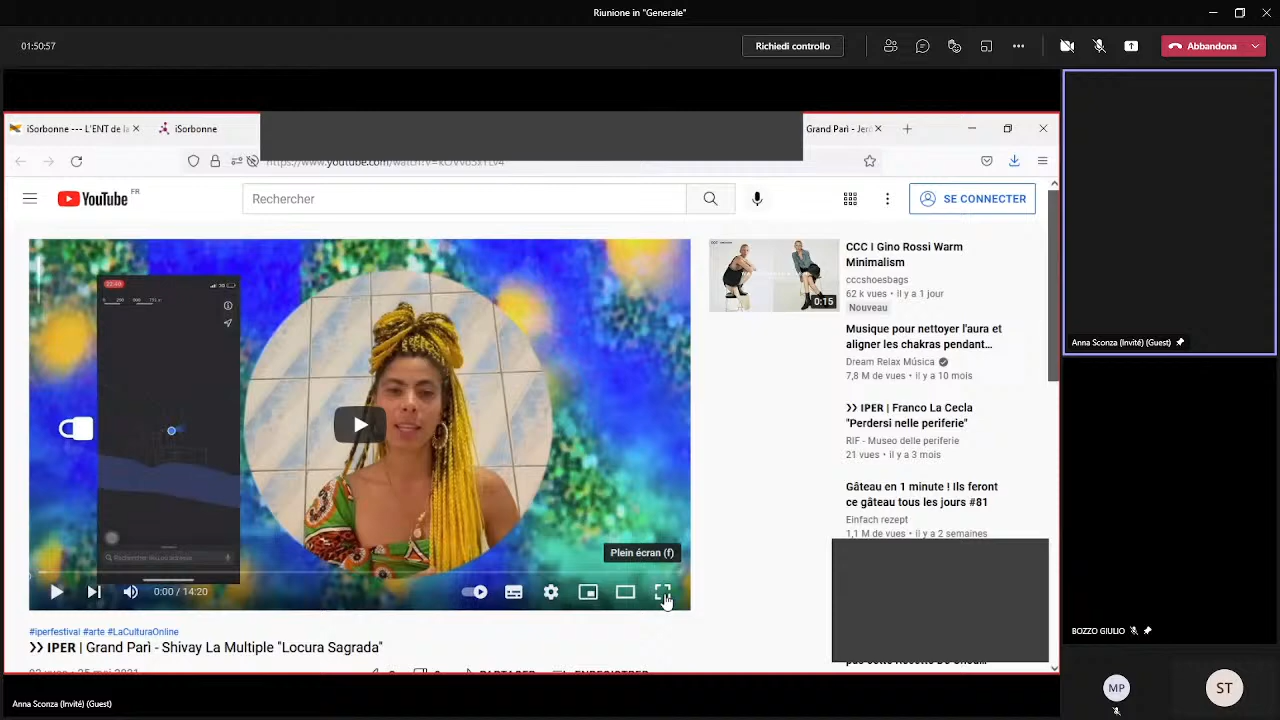 Riunione in "Generale"
01:50:57
Richiedi controllo
Abbandona
iSorbonne --- L'ENT de la
iSorbonne
Grand Parì - Jer
YouTube FR
Rechercher
SE CONNECTER
22:49
Rechercher
Plein écran (f)
0:00 / 14:20
#iperfestival #arte #LaCulturaOnline
IPER | Grand Parì - Shivay La Multiple "Locura Sagrada"
PARTAGER
ENREGISTRER
0:15
CCC I Gino Rossi Warm
Minimalism
cccshoesbags
62 k vues • il y a 1 jour
Nouveau
Musique pour nettoyer l'aura et
aligner les chakras pendant…
Dream Relax Música
7,8 M de vues • il y a 10 mois
IPER | Franco La Cecla
"Perdersi nelle periferie"
RIF - Museo delle periferie
21 vues • il y a 3 mois
Gâteau en 1 minute ! Ils feront
ce gâteau tous les jours #81
Einfach rezept
1,1 M de vues • il y a 2 semaines
Anna Sconza (Invité) (Guest)
BOZZO GIULIO
MP
ST
Anna Sconza (Invité) (Guest)